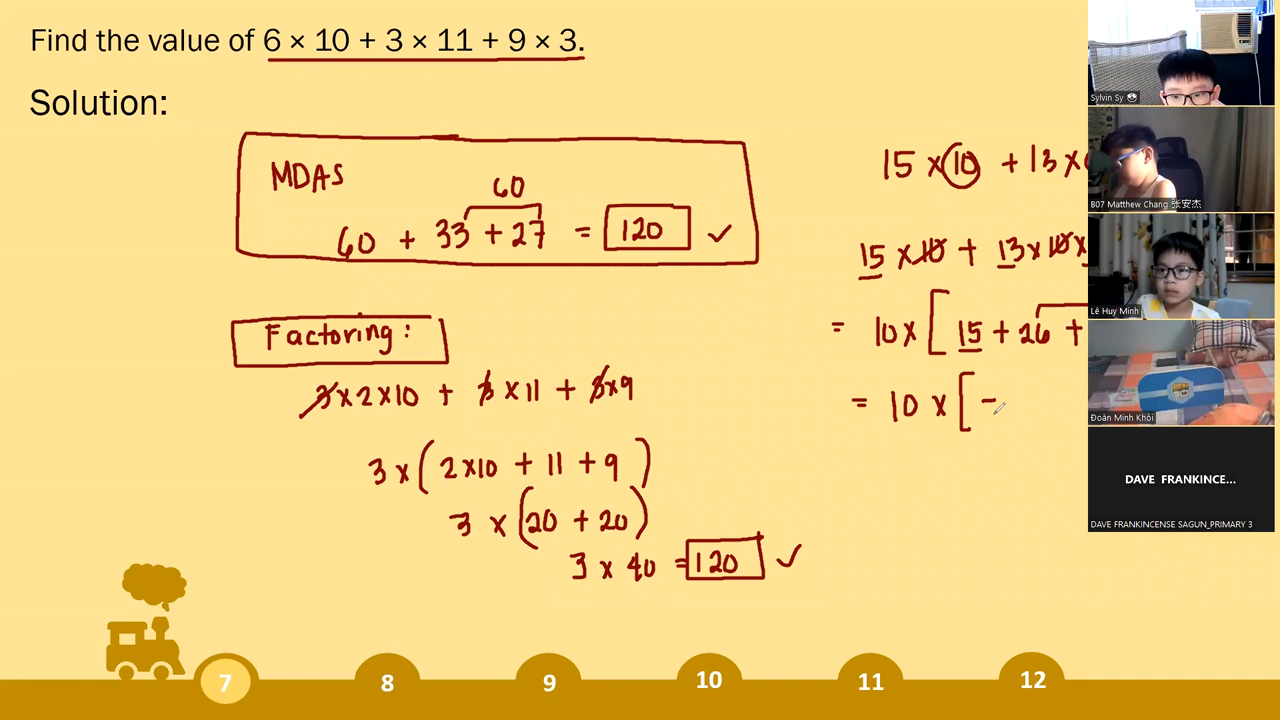 Find the value of 6 × 10 + 3 × 11 + 9 × 3.
Solution:
MDAS
60
60 + 33 + 27 = 120 ✓
Factoring :
3 × 2 × 10 + 3 × 11 + 3 × 9
3 × ( 2 × 10 + 11 + 9 )
3 × ( 20 + 20 )
3 × 40 = 120 ✓
15 × 10 + 13 ×
15 × 10 + 13 × 10 ×
= 10 × [ 15 + 26 +
= 10 × [
7 8 9 10 11 12
Sylvin Sy
B07 Matthew Chang 张安杰
Lê Huy Minh
Đoàn Minh Khôi
DAVE FRANKINCE...
DAVE FRANKINCENSE SAGUN_PRIMARY 3